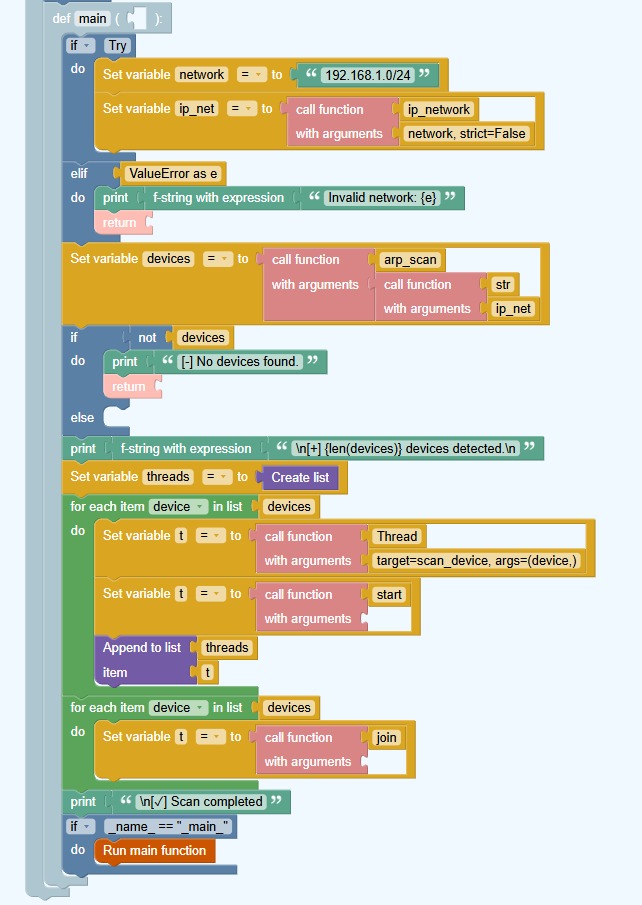 def main ( ):
if Try
do Set variable network = to “ 192.168.1.0/24 ”
Set variable ip_net = to call function ip_network
with arguments network, strict=False
elif ValueError as e
do print f-string with expression “ Invalid network: {e} ”
return
Set variable devices = to call function arp_scan
with arguments call function str
with arguments ip_net
if not devices
do print “ [-] No devices found. ”
return
else
print f-string with expression “ \n[+] {len(devices)} devices detected.\n ”
Set variable threads = to Create list
for each item device in list devices
do Set variable t = to call function Thread
with arguments target=scan_device, args=(device,)
Set variable t = to call function start
with arguments
Append to list threads
item t
for each item device in list devices
do Set variable t = to call function join
with arguments
print “ \n[✓] Scan completed ”
if _name_ == "_main_"
do Run main function